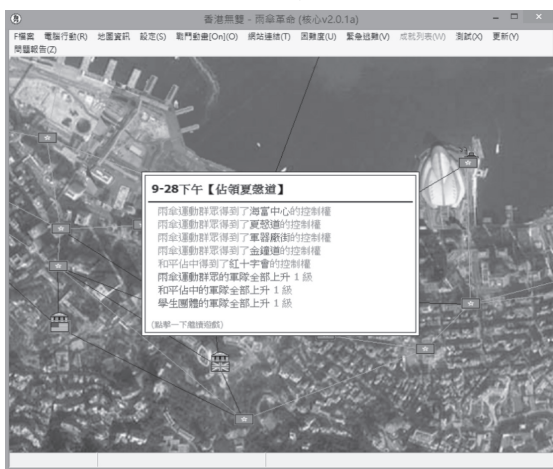 香港無雙 - 雨傘革命 (核心v2.0.1a)
F檔案 電腦行動(R) 地圖資訊 設定(S) 戰鬥動畫[On](O) 網站連結(T) 困難度(U) 緊急逃難(V) 成就列表(W) 測試(X) 更新(Y)
問題報告(Z)
9-28下午【佔領夏慤道】
雨傘運動群眾得到了海富中心的控制權
雨傘運動群眾得到了夏慤道的控制權
雨傘運動群眾得到了軍器廠街的控制權
雨傘運動群眾得到了金鐘道的控制權
和平佔中得到了紅十字會的控制權
雨傘運動群眾的軍隊全部上升 1 級
和平佔中的軍隊全部上升 1 級
學生團體的軍隊全部上升 1 級
(點擊一下繼續遊戲)